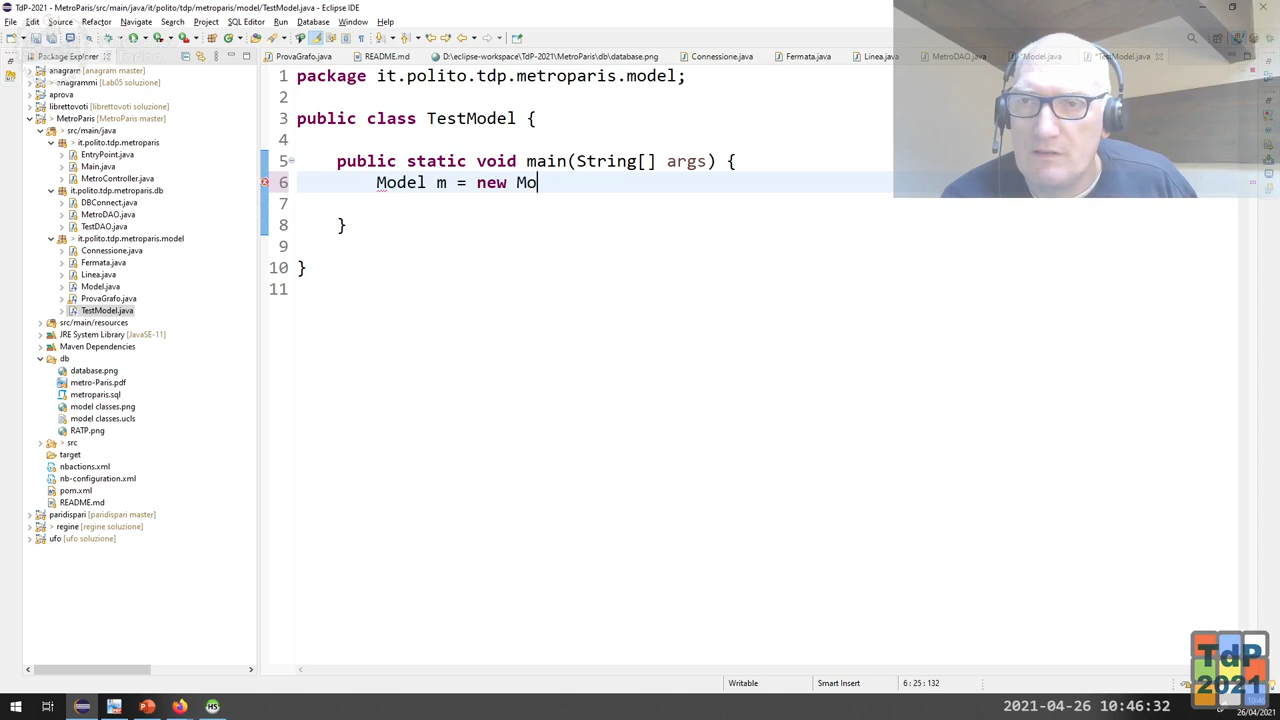 TdP-2021 - MetroParis/src/main/java/it/polito/tdp/metroparis/model/TestModel.java - Eclipse IDE
File Edit Source Refactor Navigate Search Project SQL Editor Run Database Window Help
Package Explorer
ProvaGrafo.java README.md D:\eclipse-workspace\TdP-2021\MetroParis\db\database.png Connessione.java Fermata.java Linea.java MetroDAO.java *Model.java *TestModel.java
anagram [anagram master]
> anagrammi [Lab05 soluzione]
aprova
librettovoti [librettovoti soluzione]
MetroParis [MetroParis master]
> src/main/java
> it.polito.tdp.metroparis
EntryPoint.java
Main.java
MetroController.java
it.polito.tdp.metroparis.db
DBConnect.java
MetroDAO.java
TestDAO.java
> it.polito.tdp.metroparis.model
Connessione.java
Fermata.java
Linea.java
Model.java
ProvaGrafo.java
TestModel.java
src/main/resources
JRE System Library [JavaSE-11]
Maven Dependencies
db
database.png
metro-Paris.pdf
metroparis.sql
model classes.png
model classes.ucls
RATP.png
> src
target
nbactions.xml
nb-configuration.xml
pom.xml
README.md
paridispari [paridispari master]
> regine [regine soluzione]
ufo [ufo soluzione]
1 package it.polito.tdp.metroparis.model;
2
3 public class TestModel {
4
5 public static void main(String[] args) {
6 Model m = new Mo
7
8 }
9
10 }
11
Writable Smart Insert 6 : 25 : 132
TdP
2021
2021-04-26 10:46:32
10:46
26/04/2021